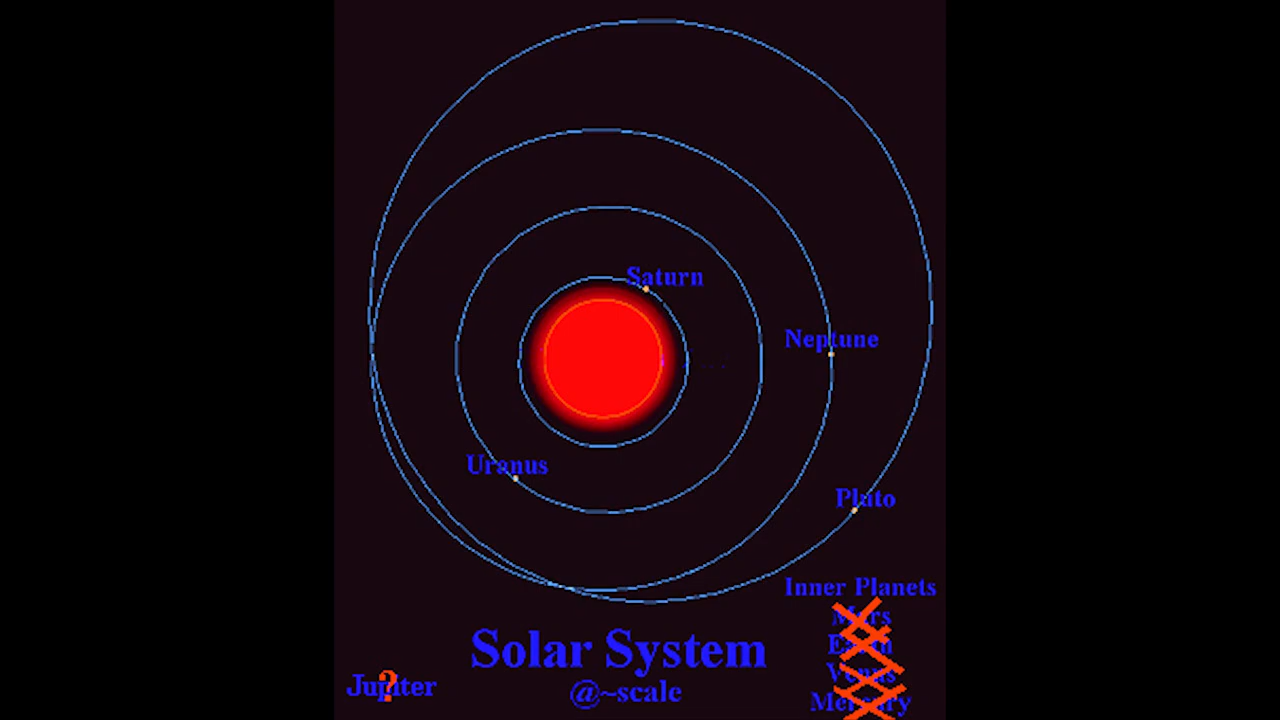 Saturn
Neptune
Uranus
Pluto
Inner Planets
Mars
Earth
Venus
Mercury
Solar System
@~scale
Jupiter
?